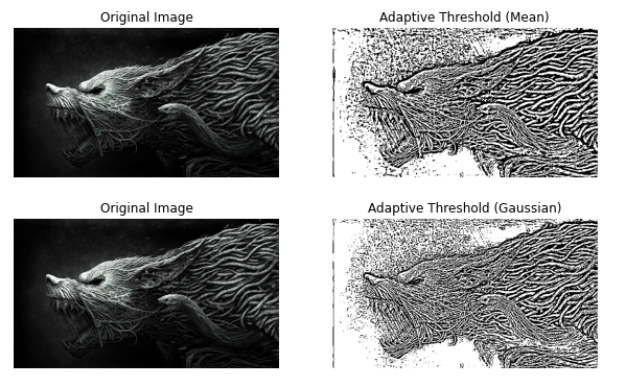 Original Image
Adaptive Threshold (Mean)
Original Image
Adaptive Threshold (Gaussian)